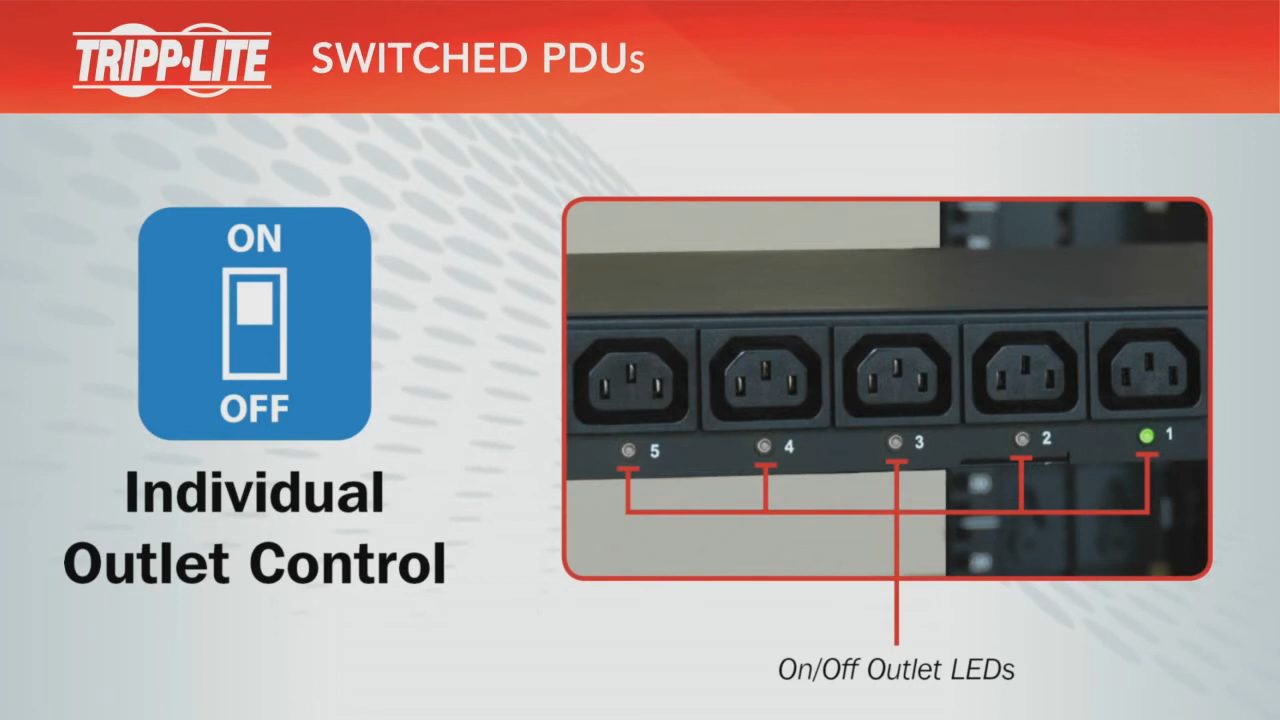 TRIPP·LITE SWITCHED PDUs
ON
OFF
Individual
Outlet Control
5 4 3 2 1
On/Off Outlet LEDs